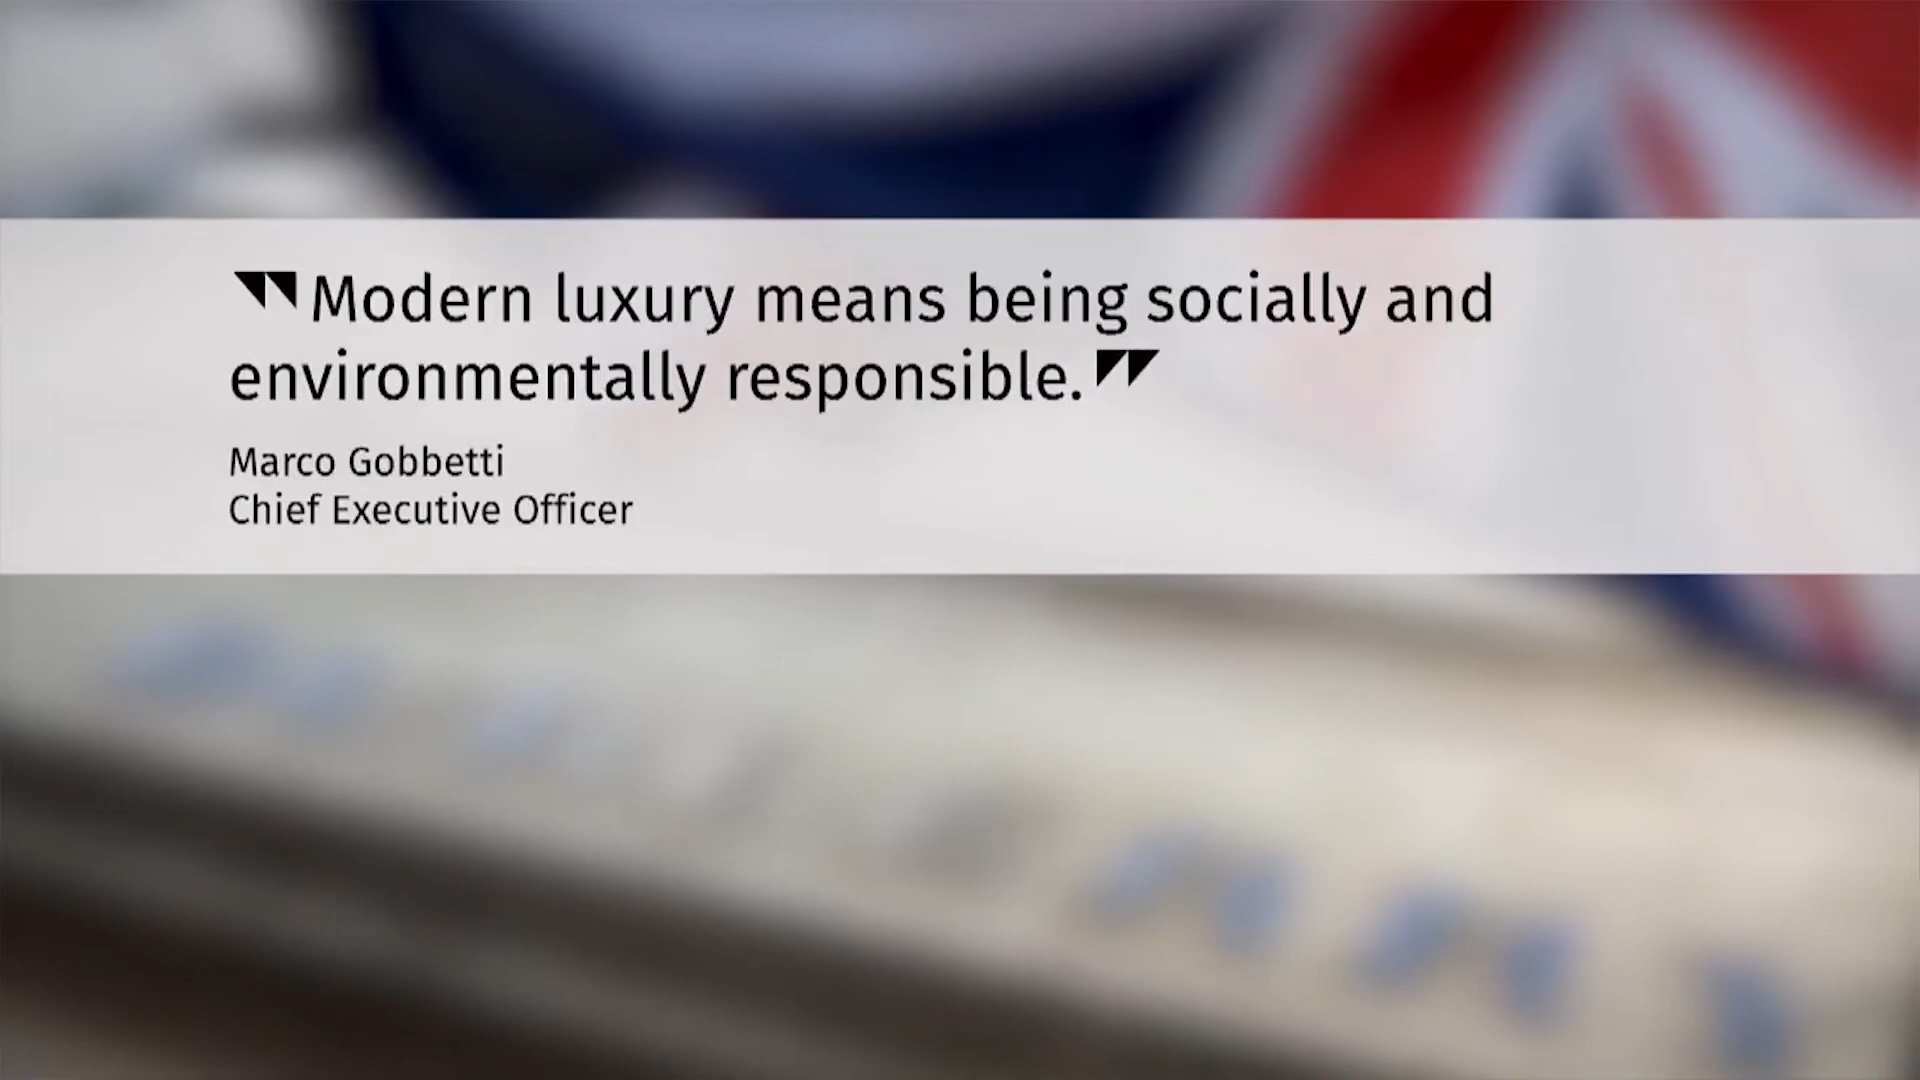 "Modern luxury means being socially and
environmentally responsible."
Marco Gobbetti
Chief Executive Officer